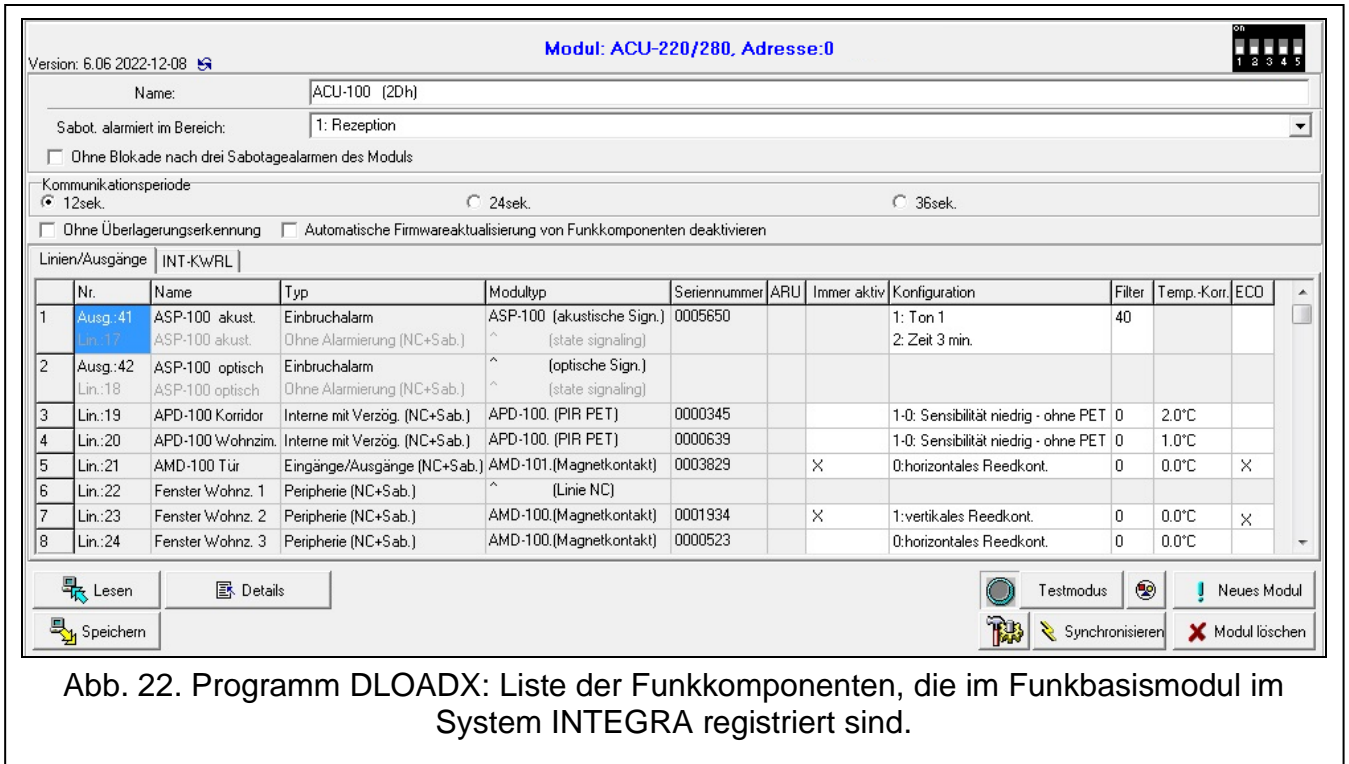 Modul: ACU-220/280, Adresse:0
on
1 2 3 4 5
Version: 6.06 2022-12-08
Name: ACU-100 (2Dh)
Sabot. alarmiert im Bereich: 1: Rezeption
Ohne Blokade nach drei Sabotagealarmen des Moduls
Kommunikationsperiode
12sek. 24sek. 36sek.
Ohne Überlagerungserkennung Automatische Firmwareaktualisierung von Funkkomponenten deaktivieren
Linien/Ausgänge INT-KWRL
Nr. Name Typ Modultyp Seriennummer ARU Immer aktiv Konfiguration Filter Temp.-Korr. ECO
1 Ausg.:41 ASP-100 akust. Einbruchalarm ASP-100 (akustische Sign.) 0005650 1: Ton 1 40
Lin.:17 ASP-100 akust. Ohne Alarmierung (NC+Sab.) ^ (state signaling) 2: Zeit 3 min.
2 Ausg.:42 ASP-100 optisch Einbruchalarm ^ (optische Sign.)
Lin.:18 ASP-100 optisch Ohne Alarmierung (NC+Sab.) ^ (state signaling)
3 Lin.:19 APD-100 Korridor Interne mit Verzög. (NC+Sab.) APD-100. (PIR PET) 0000345 1-0: Sensibilität niedrig - ohne PET 0 2.0°C
4 Lin.:20 APD-100 Wohnzim. Interne mit Verzög. (NC+Sab.) APD-100. (PIR PET) 0000639 1-0: Sensibilität niedrig - ohne PET 0 1.0°C
5 Lin.:21 AMD-100 Tür Eingänge/Ausgänge (NC+Sab.) AMD-101.(Magnetkontakt) 0003829 X 0:horizontales Reedkont. 0 0.0°C X
6 Lin.:22 Fenster Wohnz. 1 Peripherie (NC+Sab.) ^ (Linie NC)
7 Lin.:23 Fenster Wohnz. 2 Peripherie (NC+Sab.) AMD-100.(Magnetkontakt) 0001934 X 1:vertikales Reedkont. 0 0.0°C X
8 Lin.:24 Fenster Wohnz. 3 Peripherie (NC+Sab.) AMD-100.(Magnetkontakt) 0000523 0:horizontales Reedkont. 0 0.0°C
Lesen Details Testmodus Neues Modul
Speichern Synchronisieren Modul löschen
Abb. 22. Programm DLOADX: Liste der Funkkomponenten, die im Funkbasismodul im
System INTEGRA registriert sind.